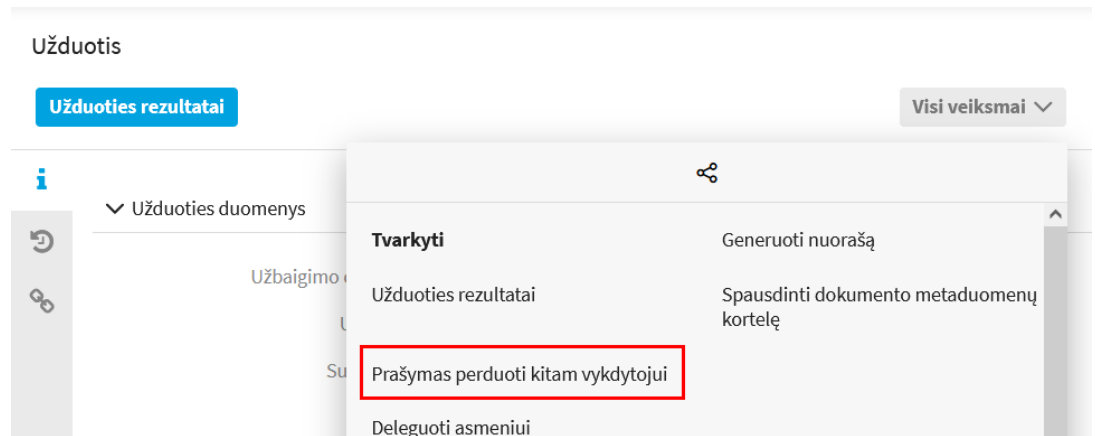 Užduotis
Užduoties rezultatai
Visi veiksmai
Užduoties duomenys
Užbaigimo
Tvarkyti
Generuoti nuorašą
Užduoties rezultatai
Spausdinti dokumento metaduomenų
kortelę
Prašymas perduoti kitam vykdytojui
Deleguoti asmeniui